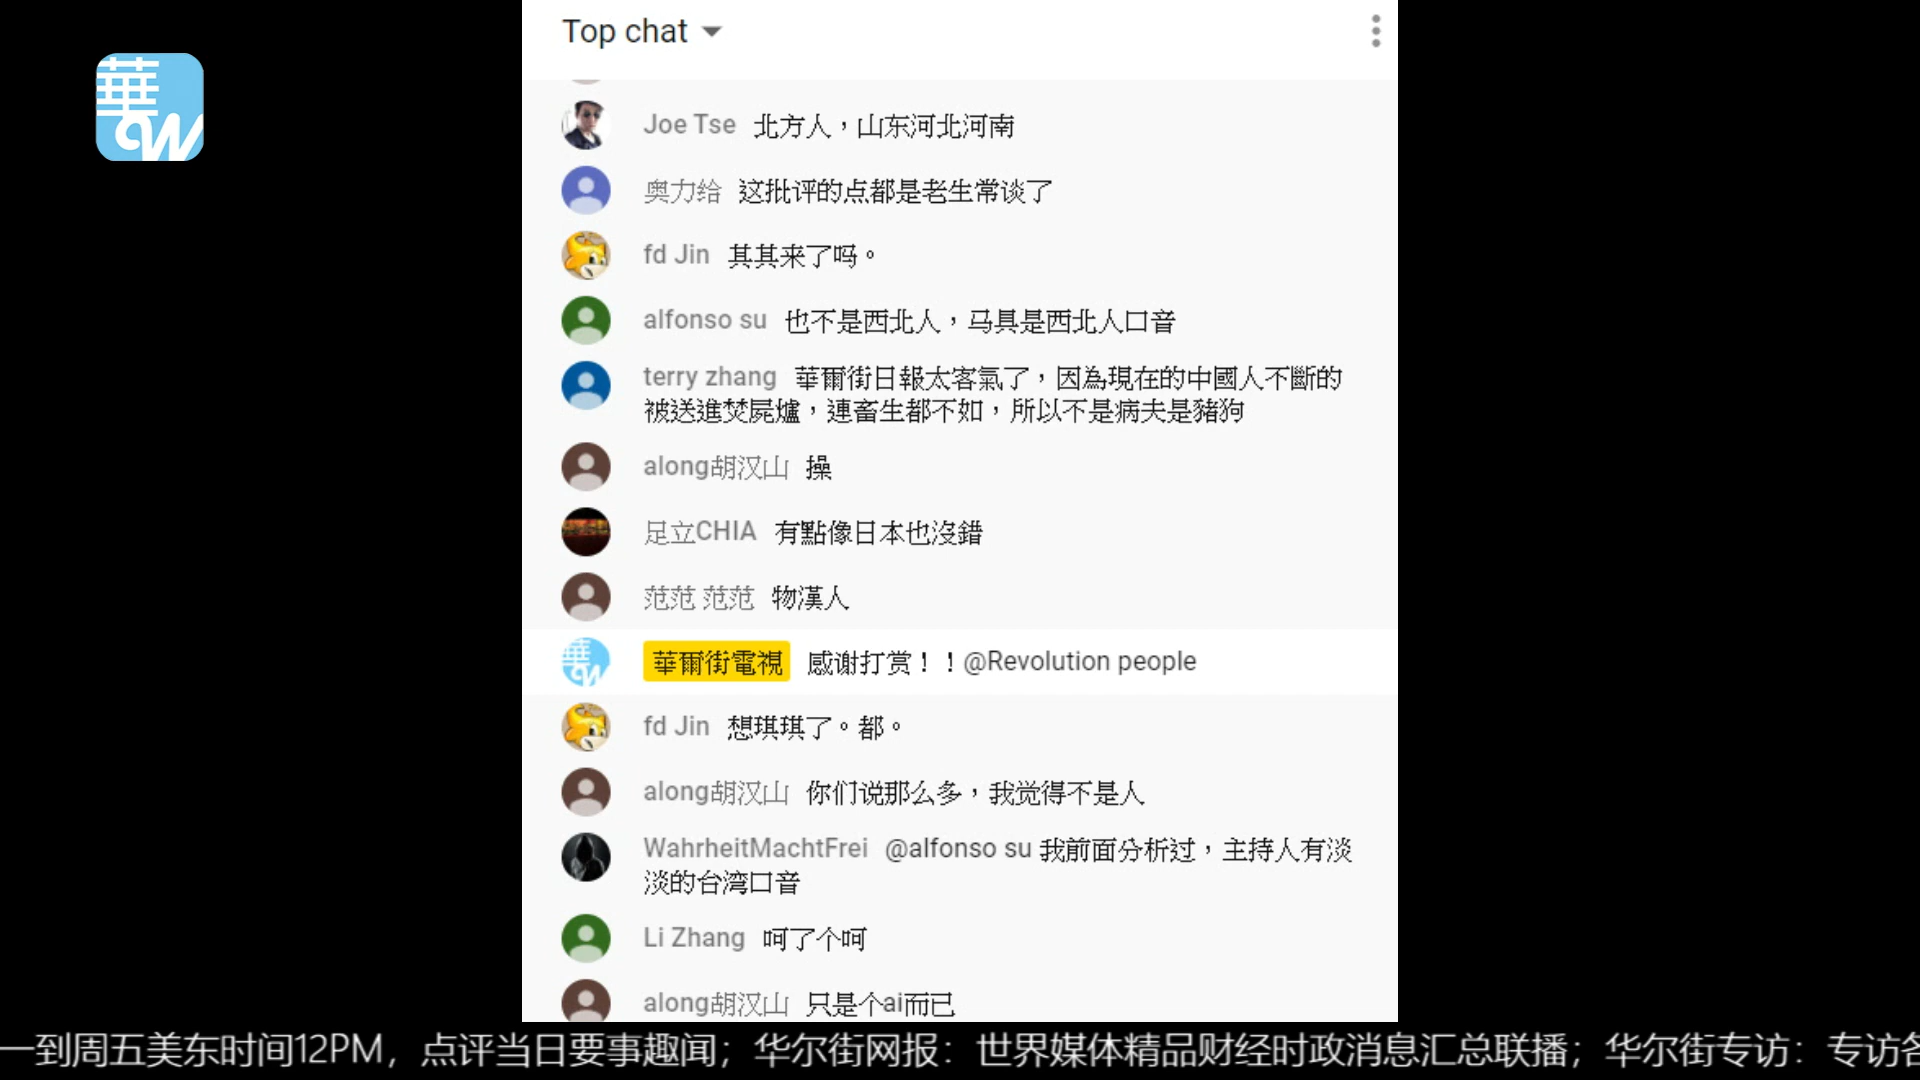 華
W
Top chat
Joe Tse 北方人，山东河北河南
奥力给 这批评的点都是老生常谈了
fd Jin 其其来了吗。
alfonso su 也不是西北人，马具是西北人口音
terry zhang 華爾街日報太客氣了，因為現在的中國人不斷的
被送進焚屍爐，連畜生都不如，所以不是病夫是豬狗
along胡汉山 操
足立CHIA 有點像日本也沒錯
范范 范范 物漢人
華爾街電視 感谢打赏！！@Revolution people
fd Jin 想琪琪了。都。
along胡汉山 你们说那么多，我觉得不是人
WahrheitMachtFrei @alfonso su 我前面分析过，主持人有淡
淡的台湾口音
Li Zhang 呵了个呵
along胡汉山 只是个ai而已
一到周五美东时间12PM，点评当日要事趣闻；华尔街网报：世界媒体精品财经时政消息汇总联播；华尔街专访：专访各